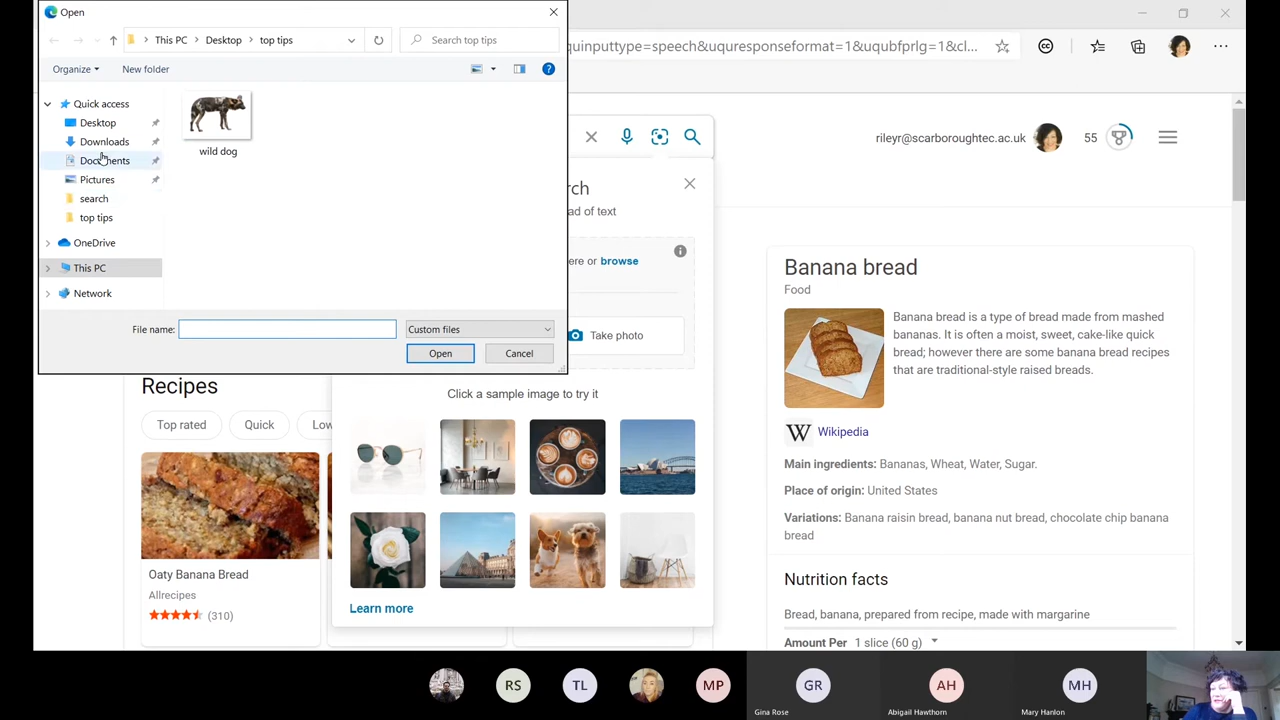 Open
This PC > Desktop > top tips
Search top tips
Organize
New folder
Quick access
Desktop
Downloads
Documents
Pictures
search
top tips
OneDrive
This PC
Network
wild dog
File name:
Custom files
Open
Cancel
quinputtype=speech&uquresponseformat=1&uqubfprlg=1&cl...
rileyr@scarboroughtec.ac.uk
55
rch
ad of text
ere or browse
Take photo
Click a sample image to try it
Learn more
Recipes
Top rated
Quick
Low
Oaty Banana Bread
Allrecipes
(310)
Banana bread
Food
Banana bread is a type of bread made from mashed
bananas. It is often a moist, sweet, cake-like quick
bread; however there are some banana bread recipes
that are traditional-style raised breads.
W Wikipedia
Main ingredients: Bananas, Wheat, Water, Sugar.
Place of origin: United States
Variations: Banana raisin bread, banana nut bread, chocolate chip banana
bread
Nutrition facts
Bread, banana, prepared from recipe, made with margarine
Amount Per 1 slice (60 g)
RS
TL
MP
GR
Gina Rose
AH
Abigail Hawthorn
MH
Mary Hanlon